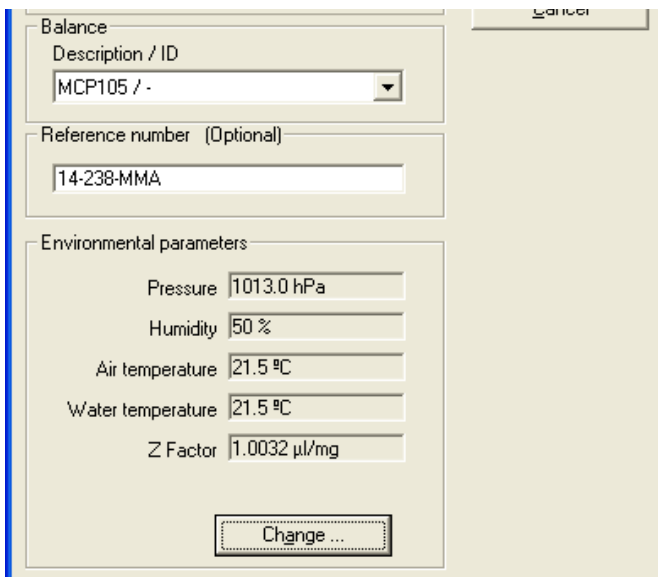 Cancel
Balance
Description / ID
MCP105 / -
Reference number (Optional)
14-238-MMA
Environmental parameters
Pressure 1013.0 hPa
Humidity 50 %
Air temperature 21.5 ºC
Water temperature 21.5 ºC
Z Factor 1.0032 µl/mg
Change ...